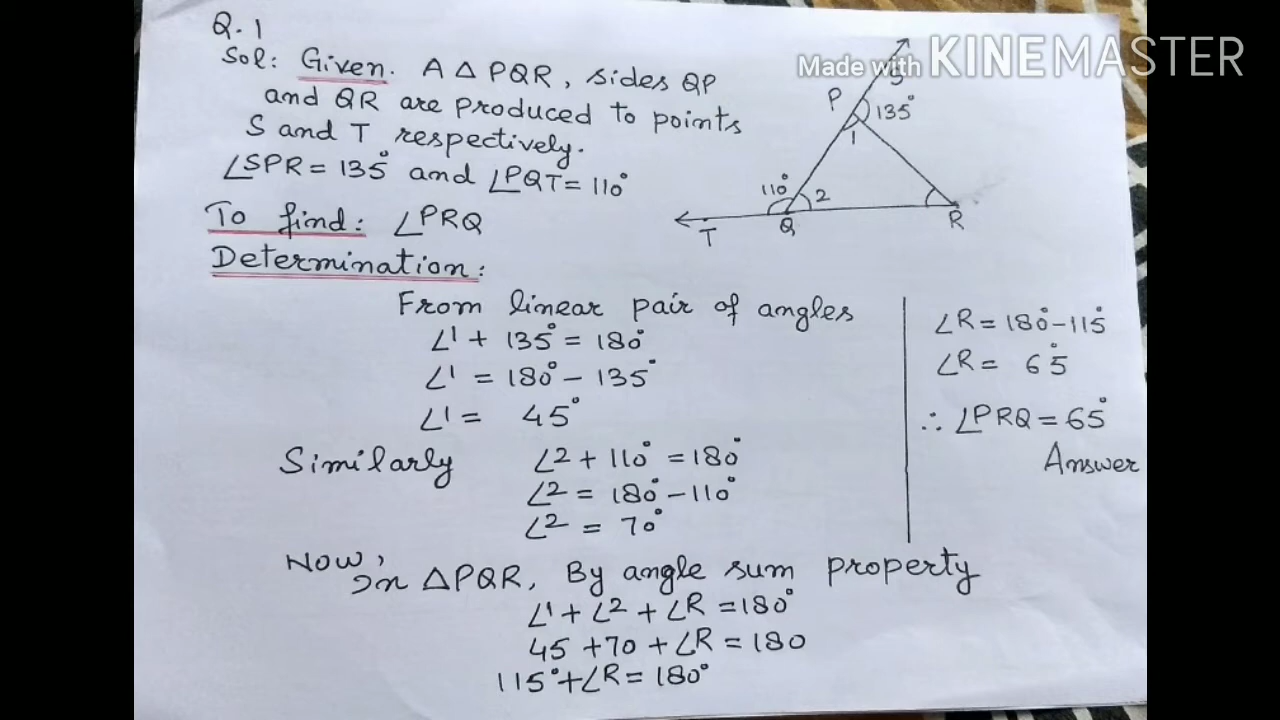 Q.1
Sol: Given. A △ PQR, sides QP
and QR are produced to points
S and T respectively.
∠SPR = 135° and ∠PQT = 110°
To find: ∠PRQ
Determination:
From linear pair of angles
∠1 + 135° = 180°
∠1 = 180° - 135°
∠1 = 45°
Similarly ∠2 + 110° = 180°
∠2 = 180° - 110°
∠2 = 70°
Now,
In △PQR, By angle sum property
∠1 + ∠2 + ∠R = 180°
45 + 70 + ∠R = 180
115° + ∠R = 180°
∠R = 180° - 115°
∠R = 65°
∴ ∠PRQ = 65°
Answer
Made with KINEMASTER
S
P 135°
1
110° 2
T Q R